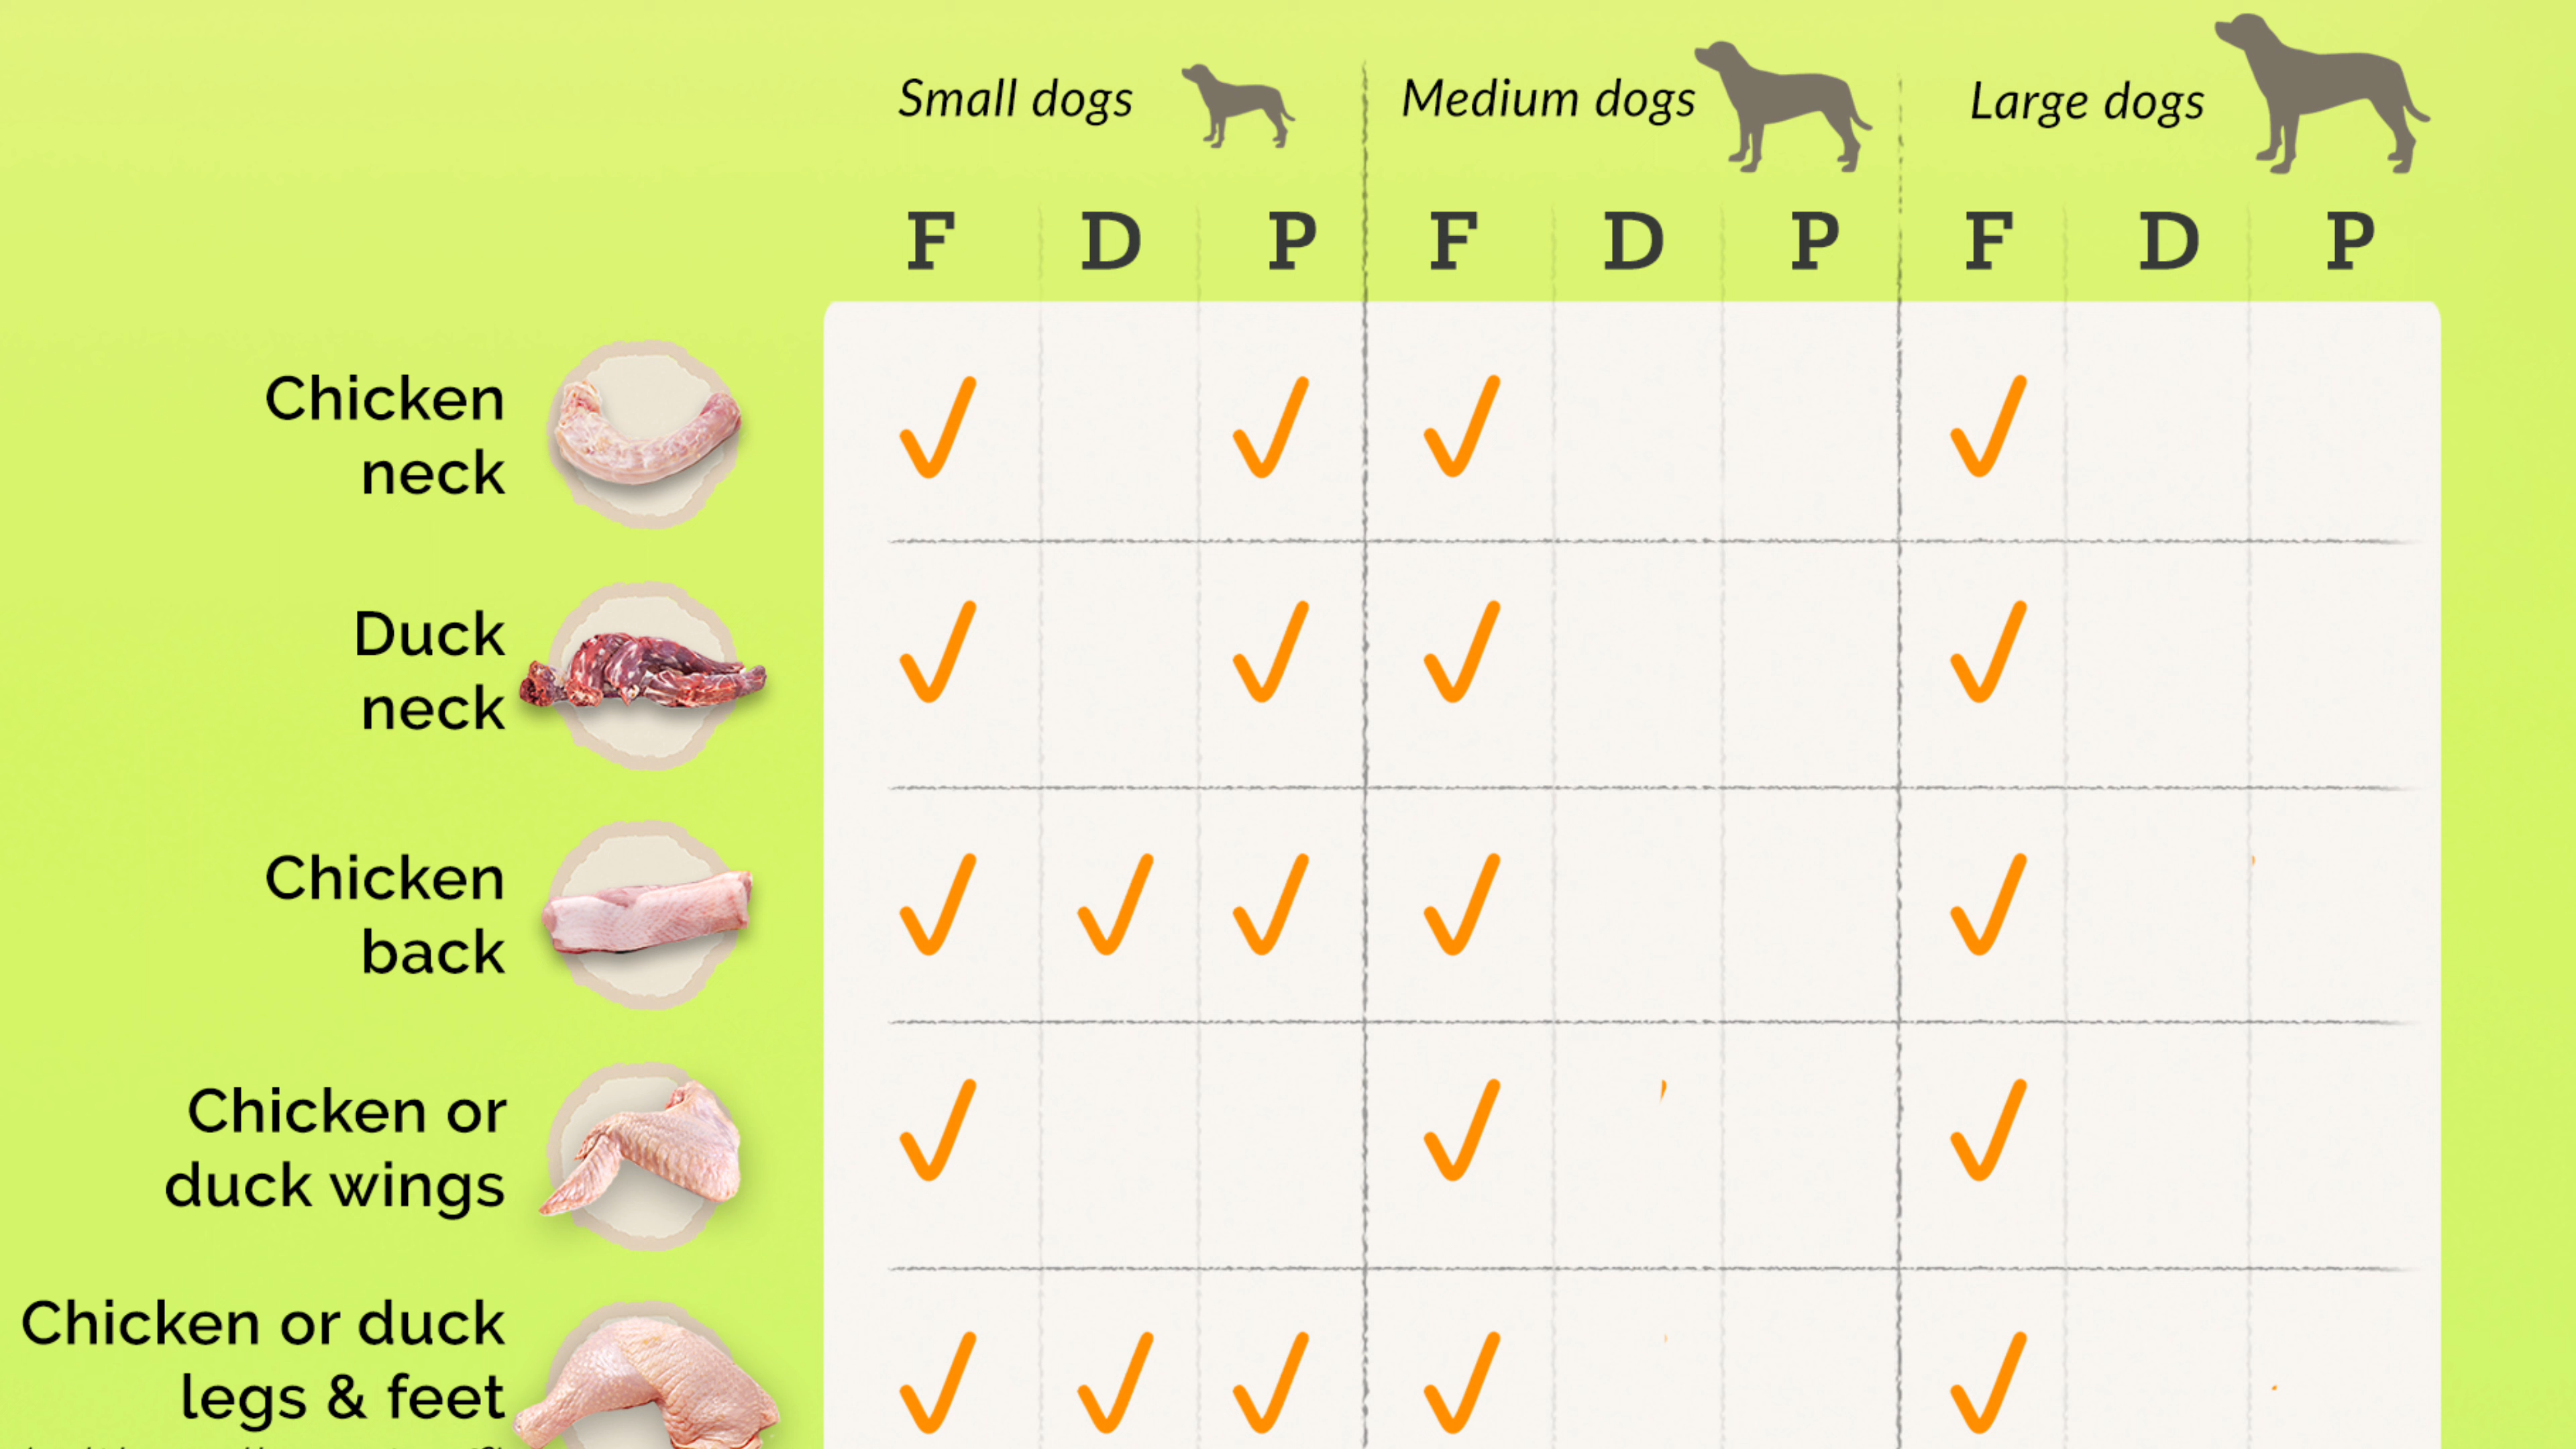 Small dogs
Medium dogs
Large dogs
F D P F D P F D P
Chicken
neck
Duck
neck
Chicken
back
Chicken or
duck wings
Chicken or duck
legs & feet